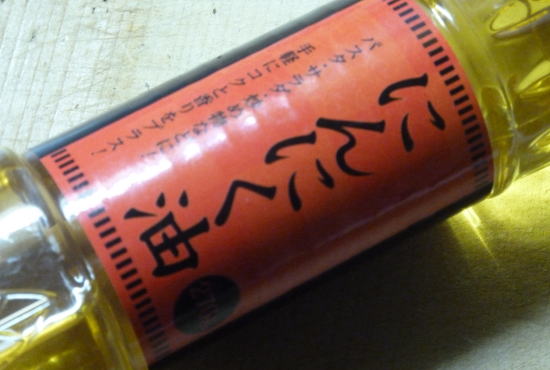 にんにく油
パスタ・サラダ・炒め物などに
手軽にコクと香りをプラス！